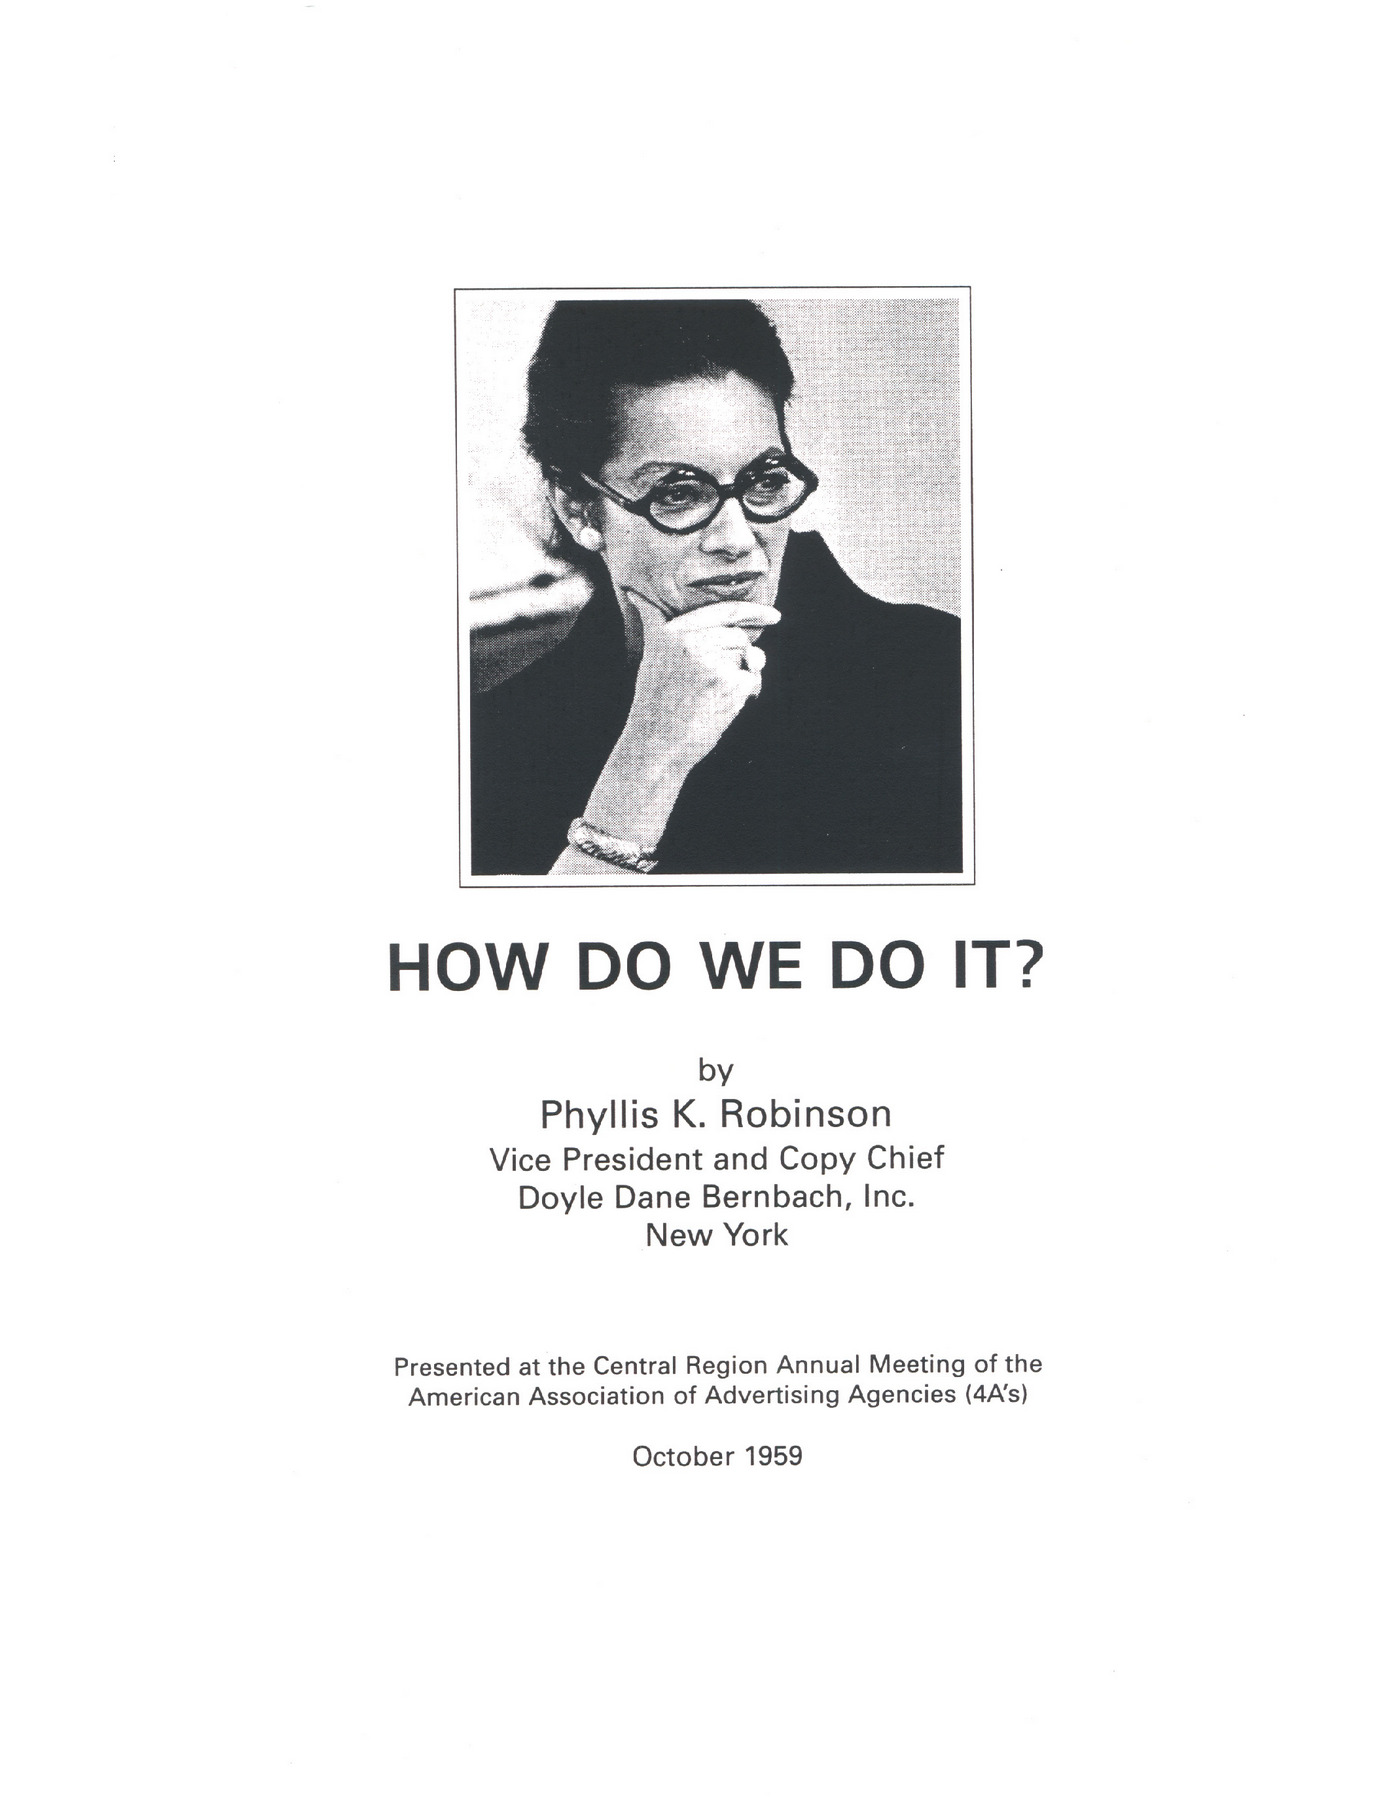 HOW DO WE DO IT?
by
Phyllis K. Robinson
Vice President and Copy Chief
Doyle Dane Bernbach, Inc.
New York
Presented at the Central Region Annual Meeting of the
American Association of Advertising Agencies (4A's)
October 1959